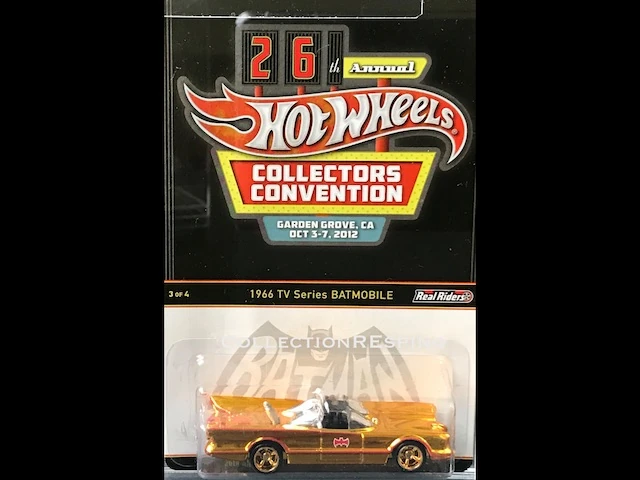 26th Annual
HOT WHEELS®
COLLECTORS
CONVENTION
GARDEN GROVE, CA
OCT 3-7, 2012
3 OF 4 1966 TV Series BATMOBILE Real Riders
BATMAN